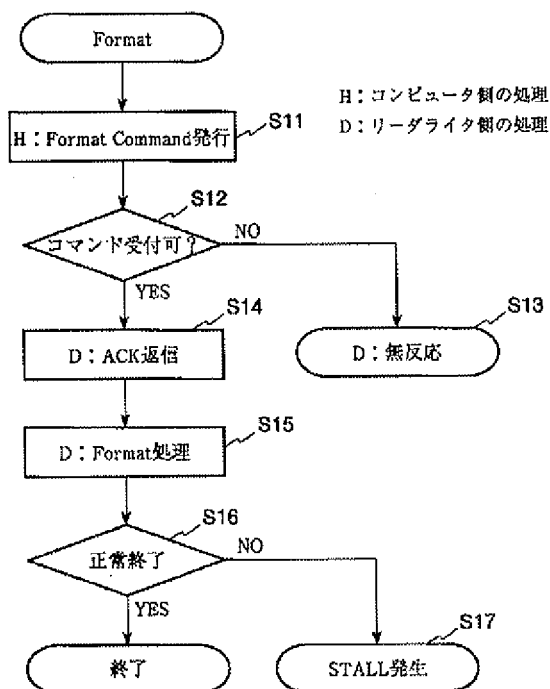 Format
H：コンピュータ側の処理
D：リーダライタ側の処理
S11
H：Format Command発行
S12
コマンド受付可？
NO
YES
S14
S13
D：ACK返信
D：無反応
S15
D：Format処理
S16
正常終了
NO
YES
S17
終了
STALL発生